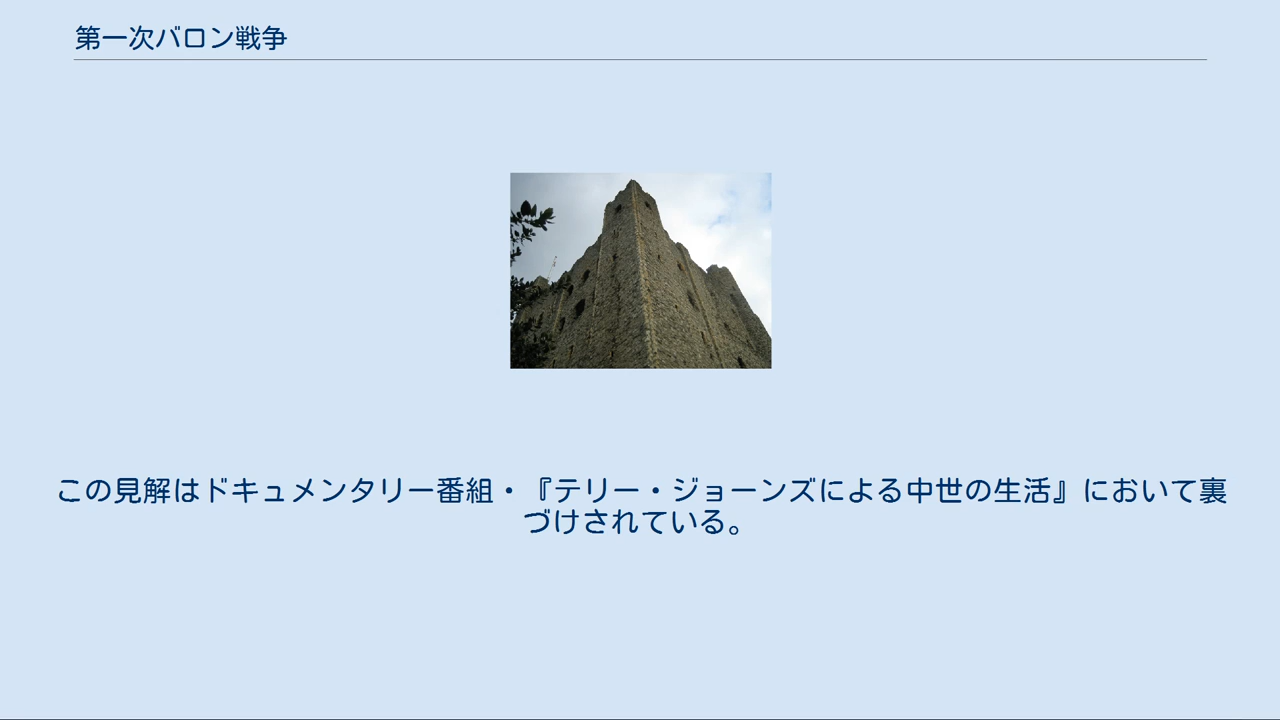 第一次バロン戦争
この見解はドキュメンタリー番組・『テリー・ジョーンズによる中世の生活』において裏
づけされている。